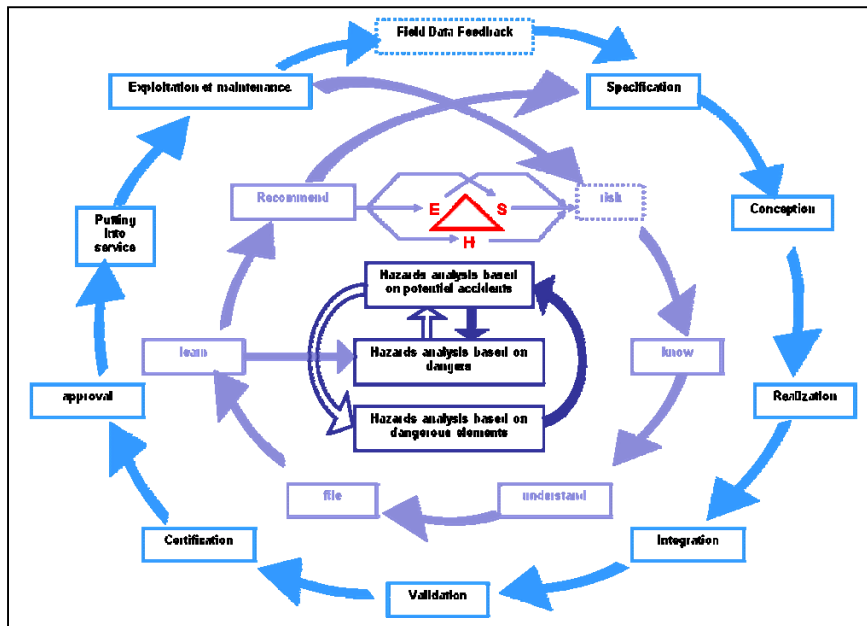 Field Data Feedback
Exploitation et maintenance
Specification
Recommend
risk
E
S
H
Putting
Into
service
Conception
Hazards analysis based
on potential accidents
learn
Hazards analysis based on
dangers
know
approval
Hazards analysis based on
dangerous elements
Realization
file
understand
Certification
Integration
Validation